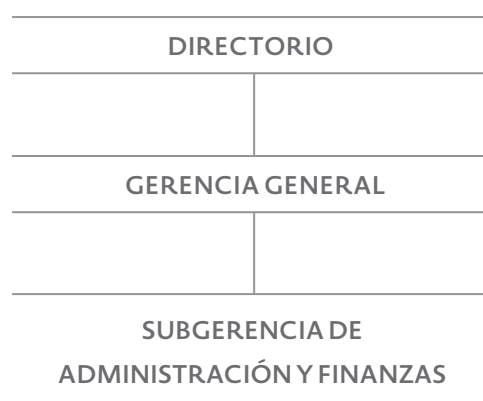 DIRECTORIO
GERENCIA GENERAL
SUBGERENCIA DE
ADMINISTRACIÓN Y FINANZAS